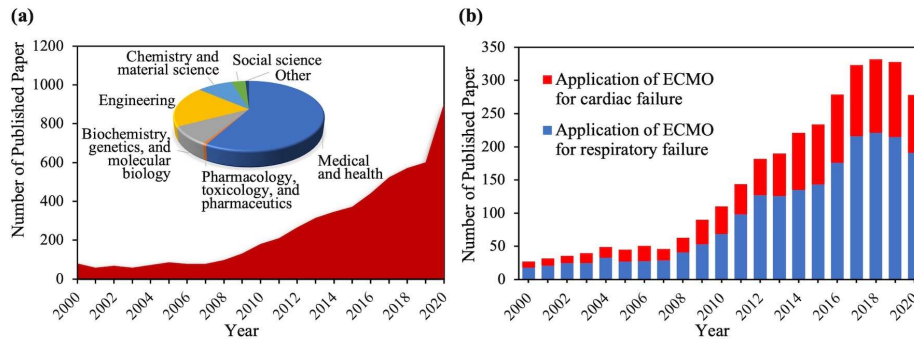 (a)
Number of Published Paper
1200
1000
800
600
400
200
0
Chemistry and
material science
Social science
Other
Engineering
Biochemistry,
genetics, and
molecular
biology
Pharmacology,
toxicology, and
pharmaceutics
Medical
and health
2000
2002
2004
2006
2008
2010
2012
2014
2016
2018
2020
Year
(b)
Number of Published Paper
350
300
250
200
150
100
50
0
Application of ECMO
for cardiac failure
Application of ECMO
for respiratory failure
2000
2002
2004
2006
2008
2010
2012
2014
2016
2018
2020
Year